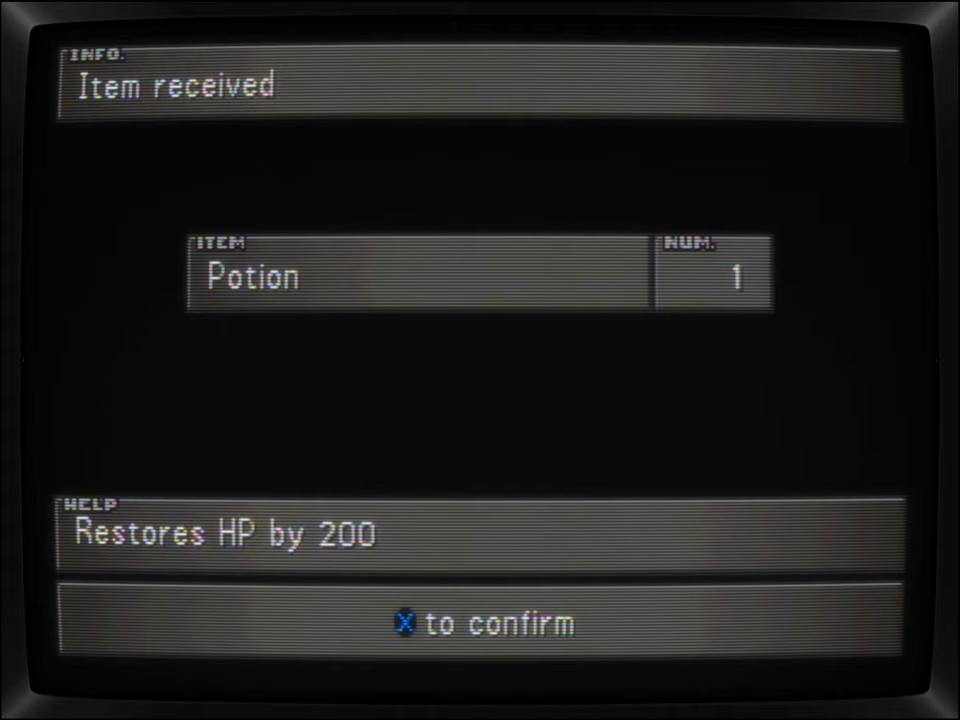 INFO.
Item received
ITEM
NUM.
Potion
1
HELP
Restores HP by 200
X to confirm